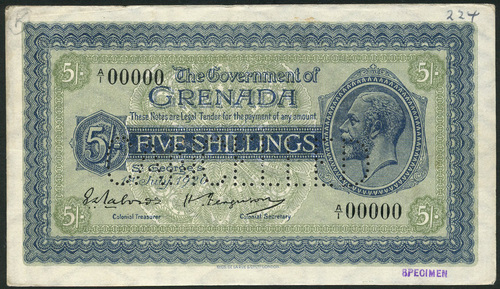 224
5/- A/1 00000 5/-
The Government of
GRENADA
These Notes are Legal Tender for the payment of any amount.
5/- FIVE SHILLINGS
St George's
Colonial Treasurer Colonial Secretary
5/- A/1 00000 5/-
SPECIMEN